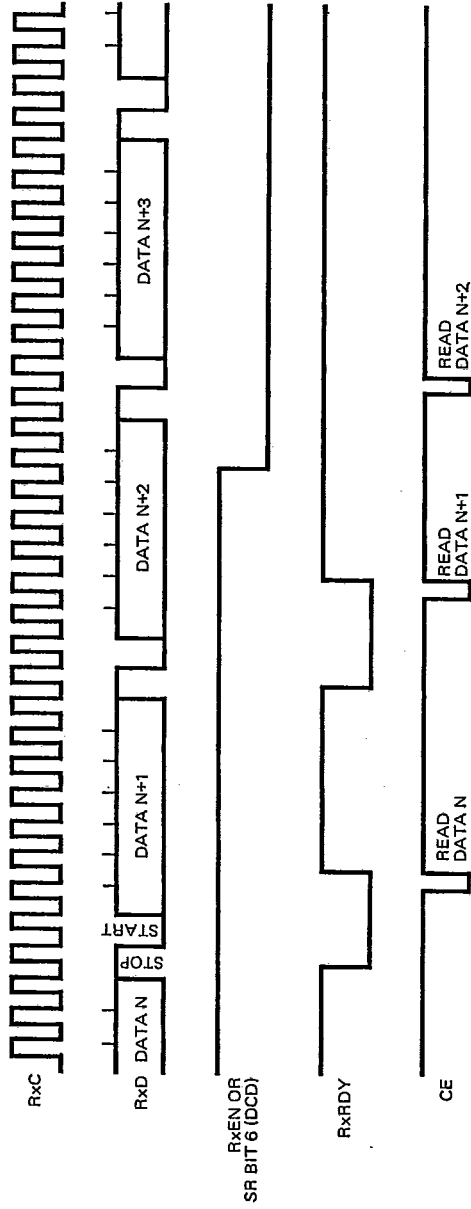 RxC
RxD
DATA N
STOP
START
DATA N+1
DATA N+2
DATA N+3
RxEN OR
SR BIT 6 (DCD)
RxRDY
CE
READ
DATA N
READ
DATA N+1
READ
DATA N+2